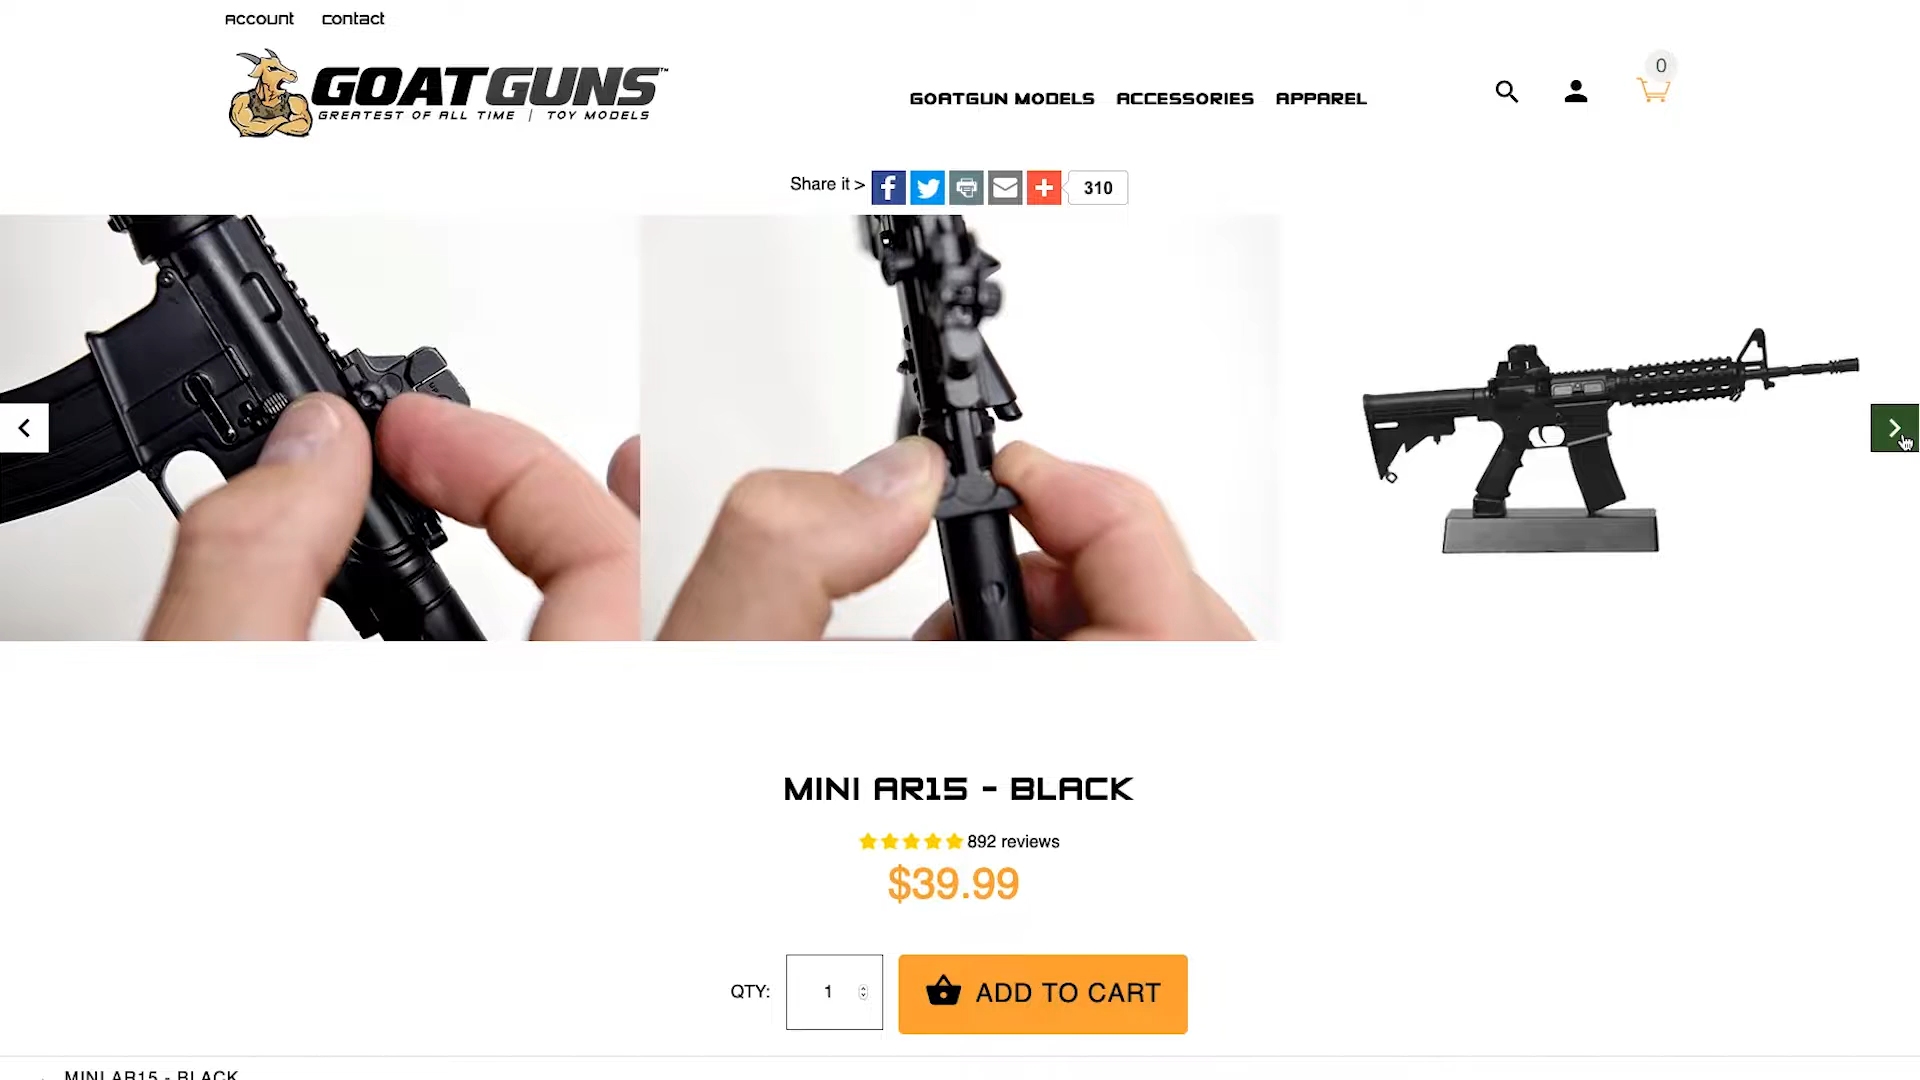 account contact
GOATGUNS™
GREATEST OF ALL TIME | TOY MODELS
GOATGUN MODELS ACCESSORIES APPAREL
0
Share it > 310
MINI AR15 - BLACK
892 reviews
$39.99
QTY: 1 ADD TO CART
MINI AR15 - BLACK